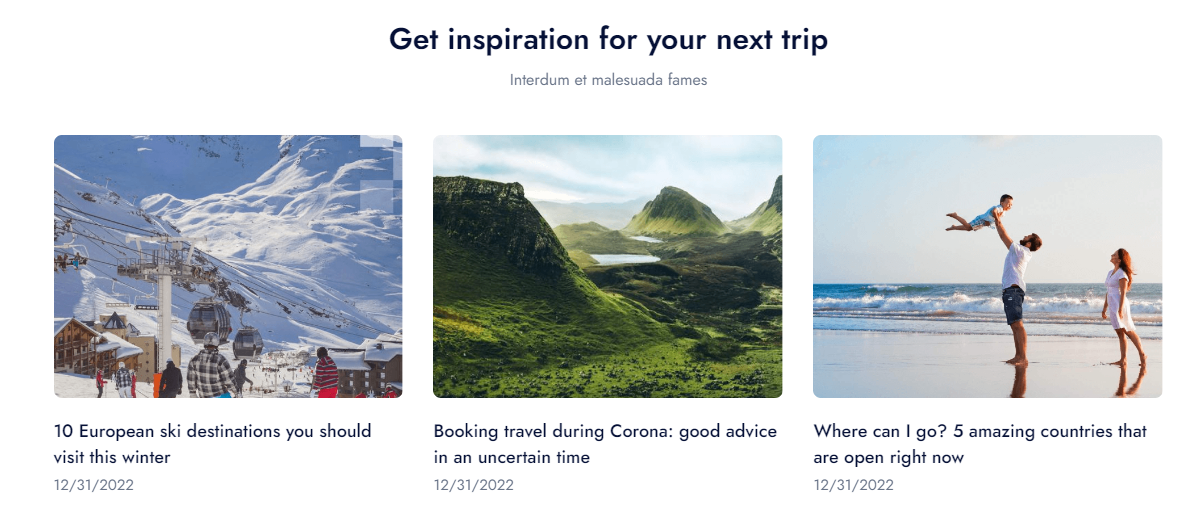 Get inspiration for your next trip
Interdum et malesuada fames
10 European ski destinations you should
visit this winter
12/31/2022
Booking travel during Corona: good advice
in an uncertain time
12/31/2022
Where can I go? 5 amazing countries that
are open right now
12/31/2022